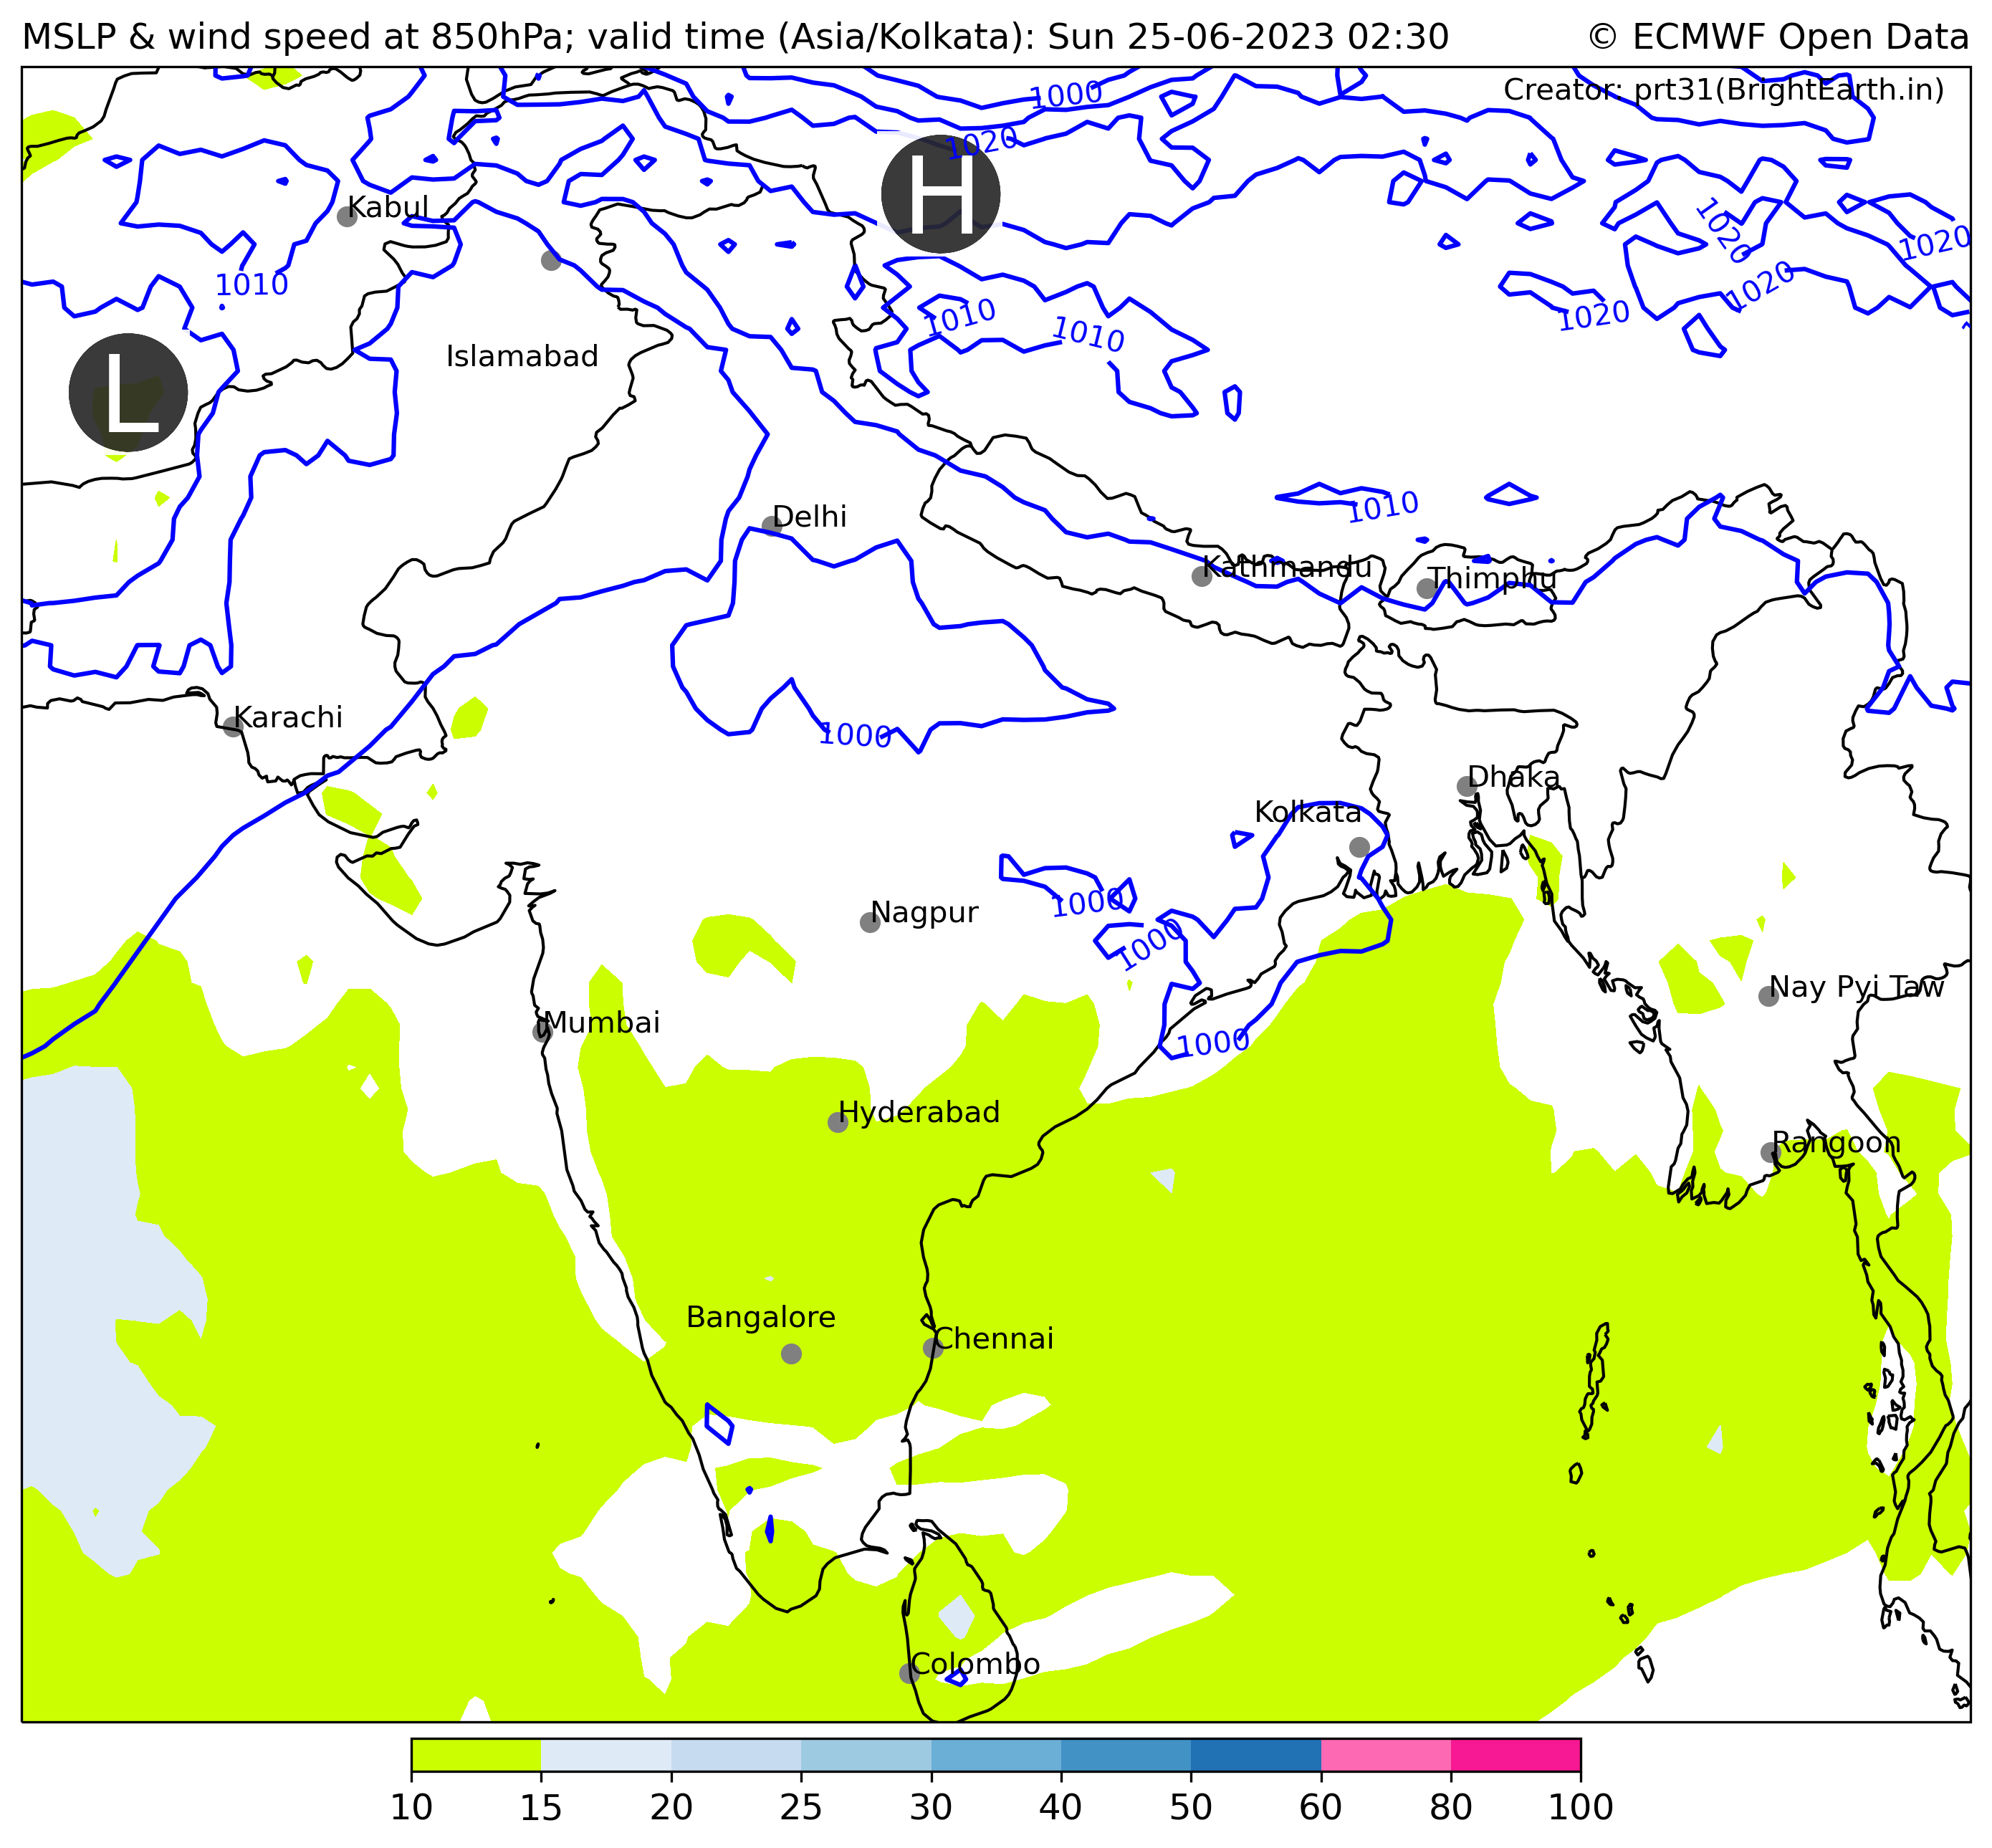 MSLP & wind speed at 850hPa; valid time (Asia/Kolkata): Sun 25-06-2023 02:30
© ECMWF Open Data
Creator: prt31(BrightEarth.in)
1000
1020
H
Kabul
1020
1020
1010
1020
1020
1010
1010
L
Islamabad
1010
Delhi
Kathmandu
Thimphu
Karachi
1000
Dhaka
Kolkata
1000
Nagpur
1000
Nay Pyi Taw
Mumbai
1000
Hyderabad
Rangoon
Bangalore
Chennai
Colombo
10 15 20 25 30 40 50 60 80 100